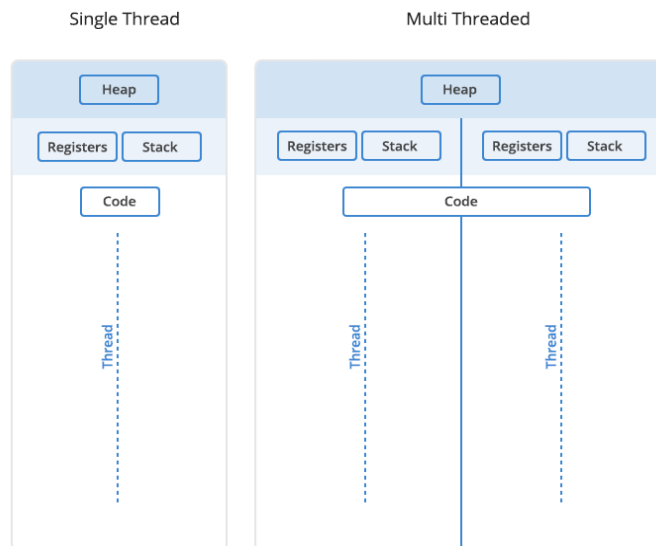 Single Thread
Multi Threaded
Heap
Heap
Registers
Stack
Registers
Stack
Registers
Stack
Code
Code
Thread
Thread
Thread